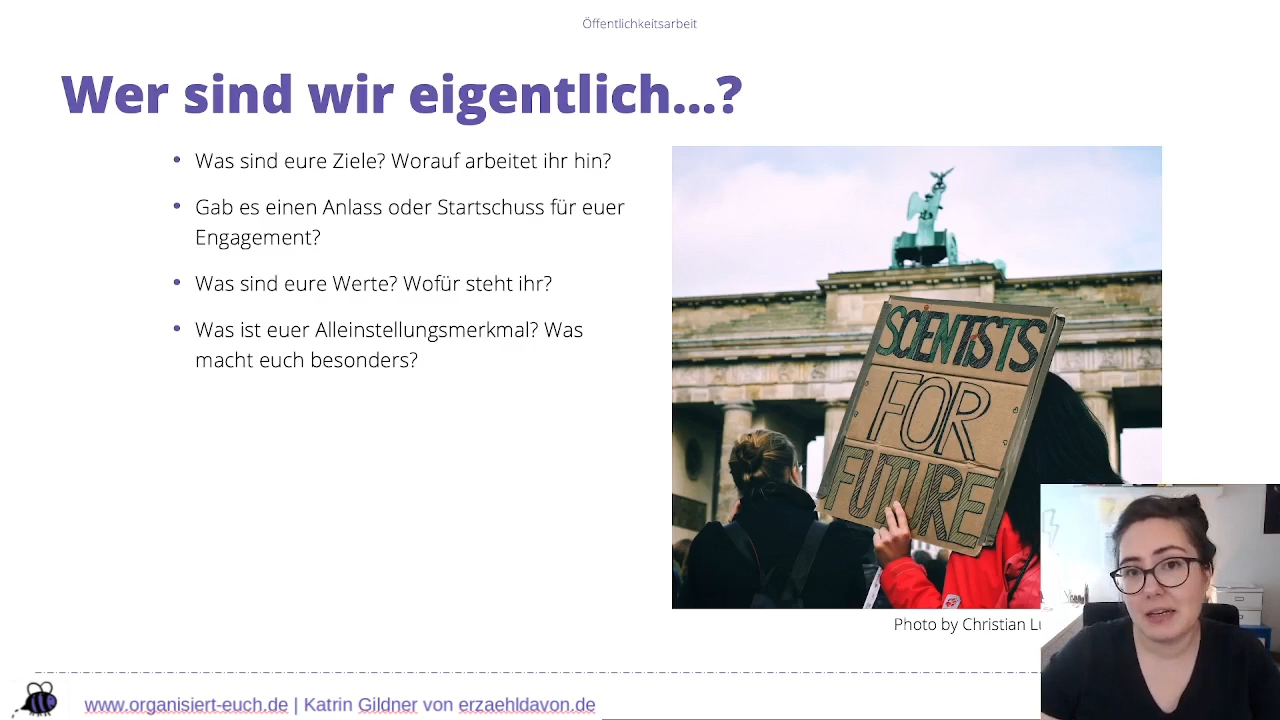 Öffentlichkeitsarbeit
Wer sind wir eigentlich...?
• Was sind eure Ziele? Worauf arbeitet ihr hin?
• Gab es einen Anlass oder Startschuss für euer
Engagement?
• Was sind eure Werte? Wofür steht ihr?
• Was ist euer Alleinstellungsmerkmal? Was
macht euch besonders?
SCIENTISTS
FOR
FUTURE
Photo by Christian
www.organisiert-euch.de | Katrin Gildner von erzaehldavon.de